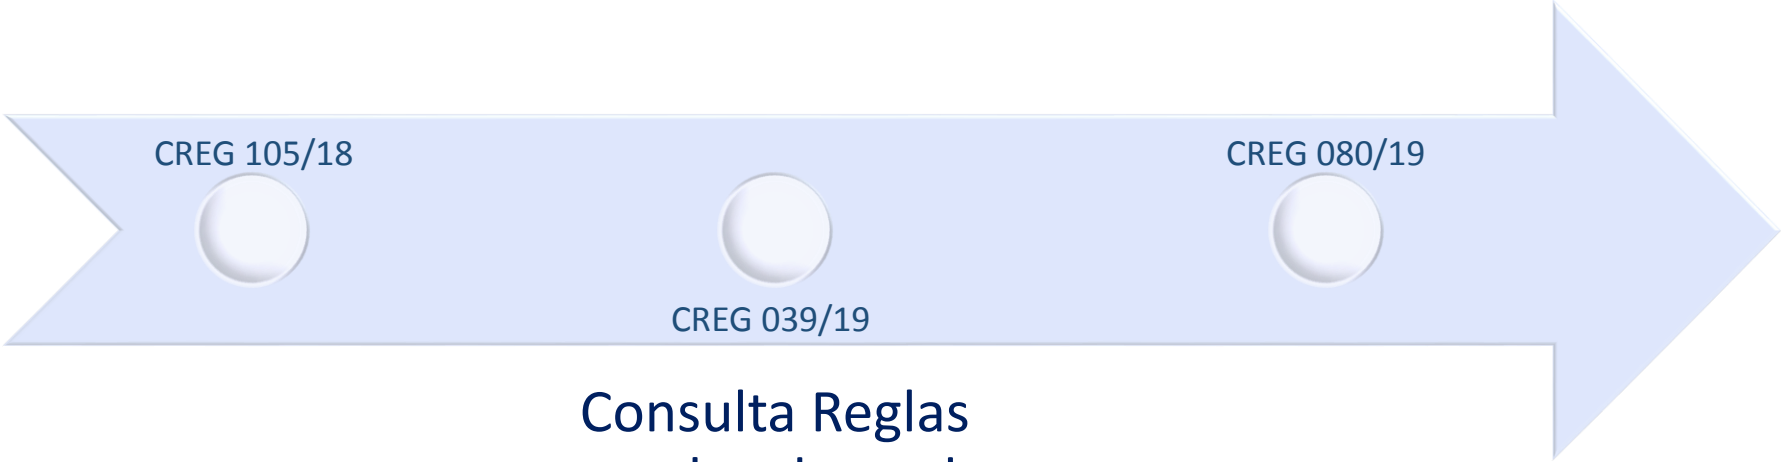 CREG 105/18
CREG 080/19
CREG 039/19
Consulta Reglas